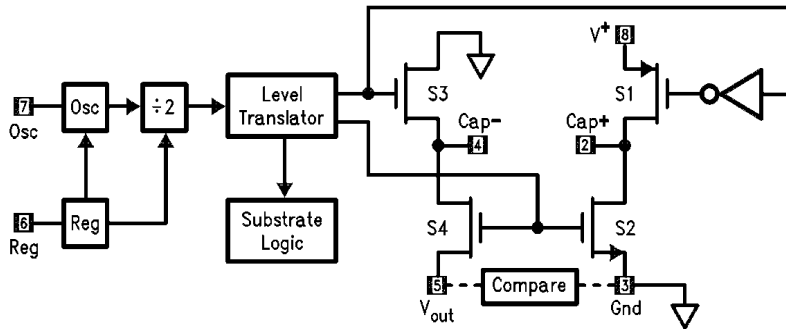 V+
8
S3
S1
7
Osc
Osc
÷2
Level
Translator
Cap-
4
Cap+
2
6
Reg
Reg
Substrate
Logic
S4
S2
5
Compare
3
Vout
Gnd